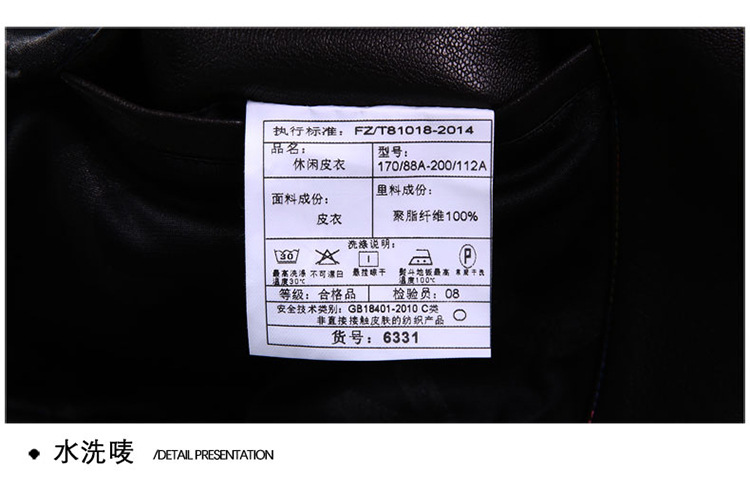 执行标准：FZ/T81018-2014
品名：
休闲皮衣
型号：
170/88A-200/112A
面料成份：
皮衣
里料成份：
聚脂纤维100%
洗涤说明：
30
P
最高洗涤温度30℃
不可漂白
悬挂晾干
熨斗地板最高温度100℃
常规干洗
等级：合格品
检验员：08
安全技术类别：GB18401-2010 C类
非直接接触皮肤的纺织产品
货号：6331
水洗唛 /DETAIL PRESENTATION